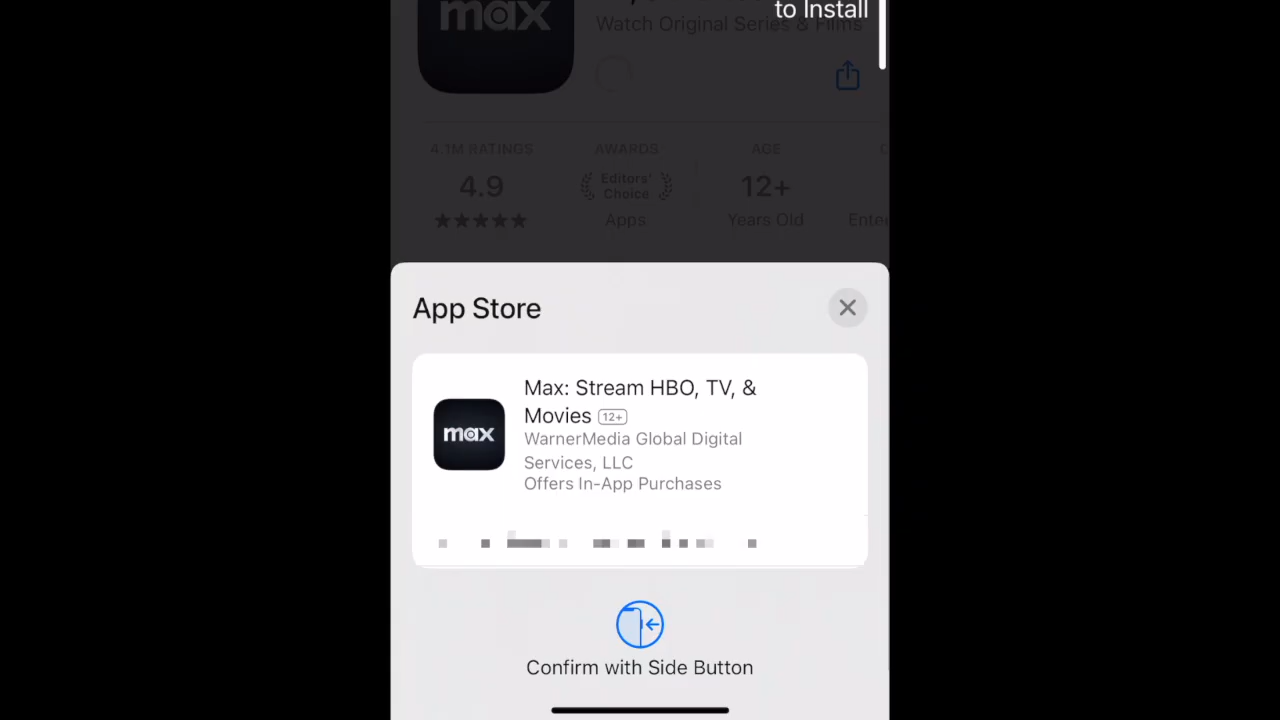 to Install
max
Watch Original Series & Films
4.1M RATINGS
4.9
AWARDS
Editors'
Choice
Apps
AGE
12+
Years Old
App Store
max
Max: Stream HBO, TV, &
Movies 12+
WarnerMedia Global Digital
Services, LLC
Offers In-App Purchases
Confirm with Side Button